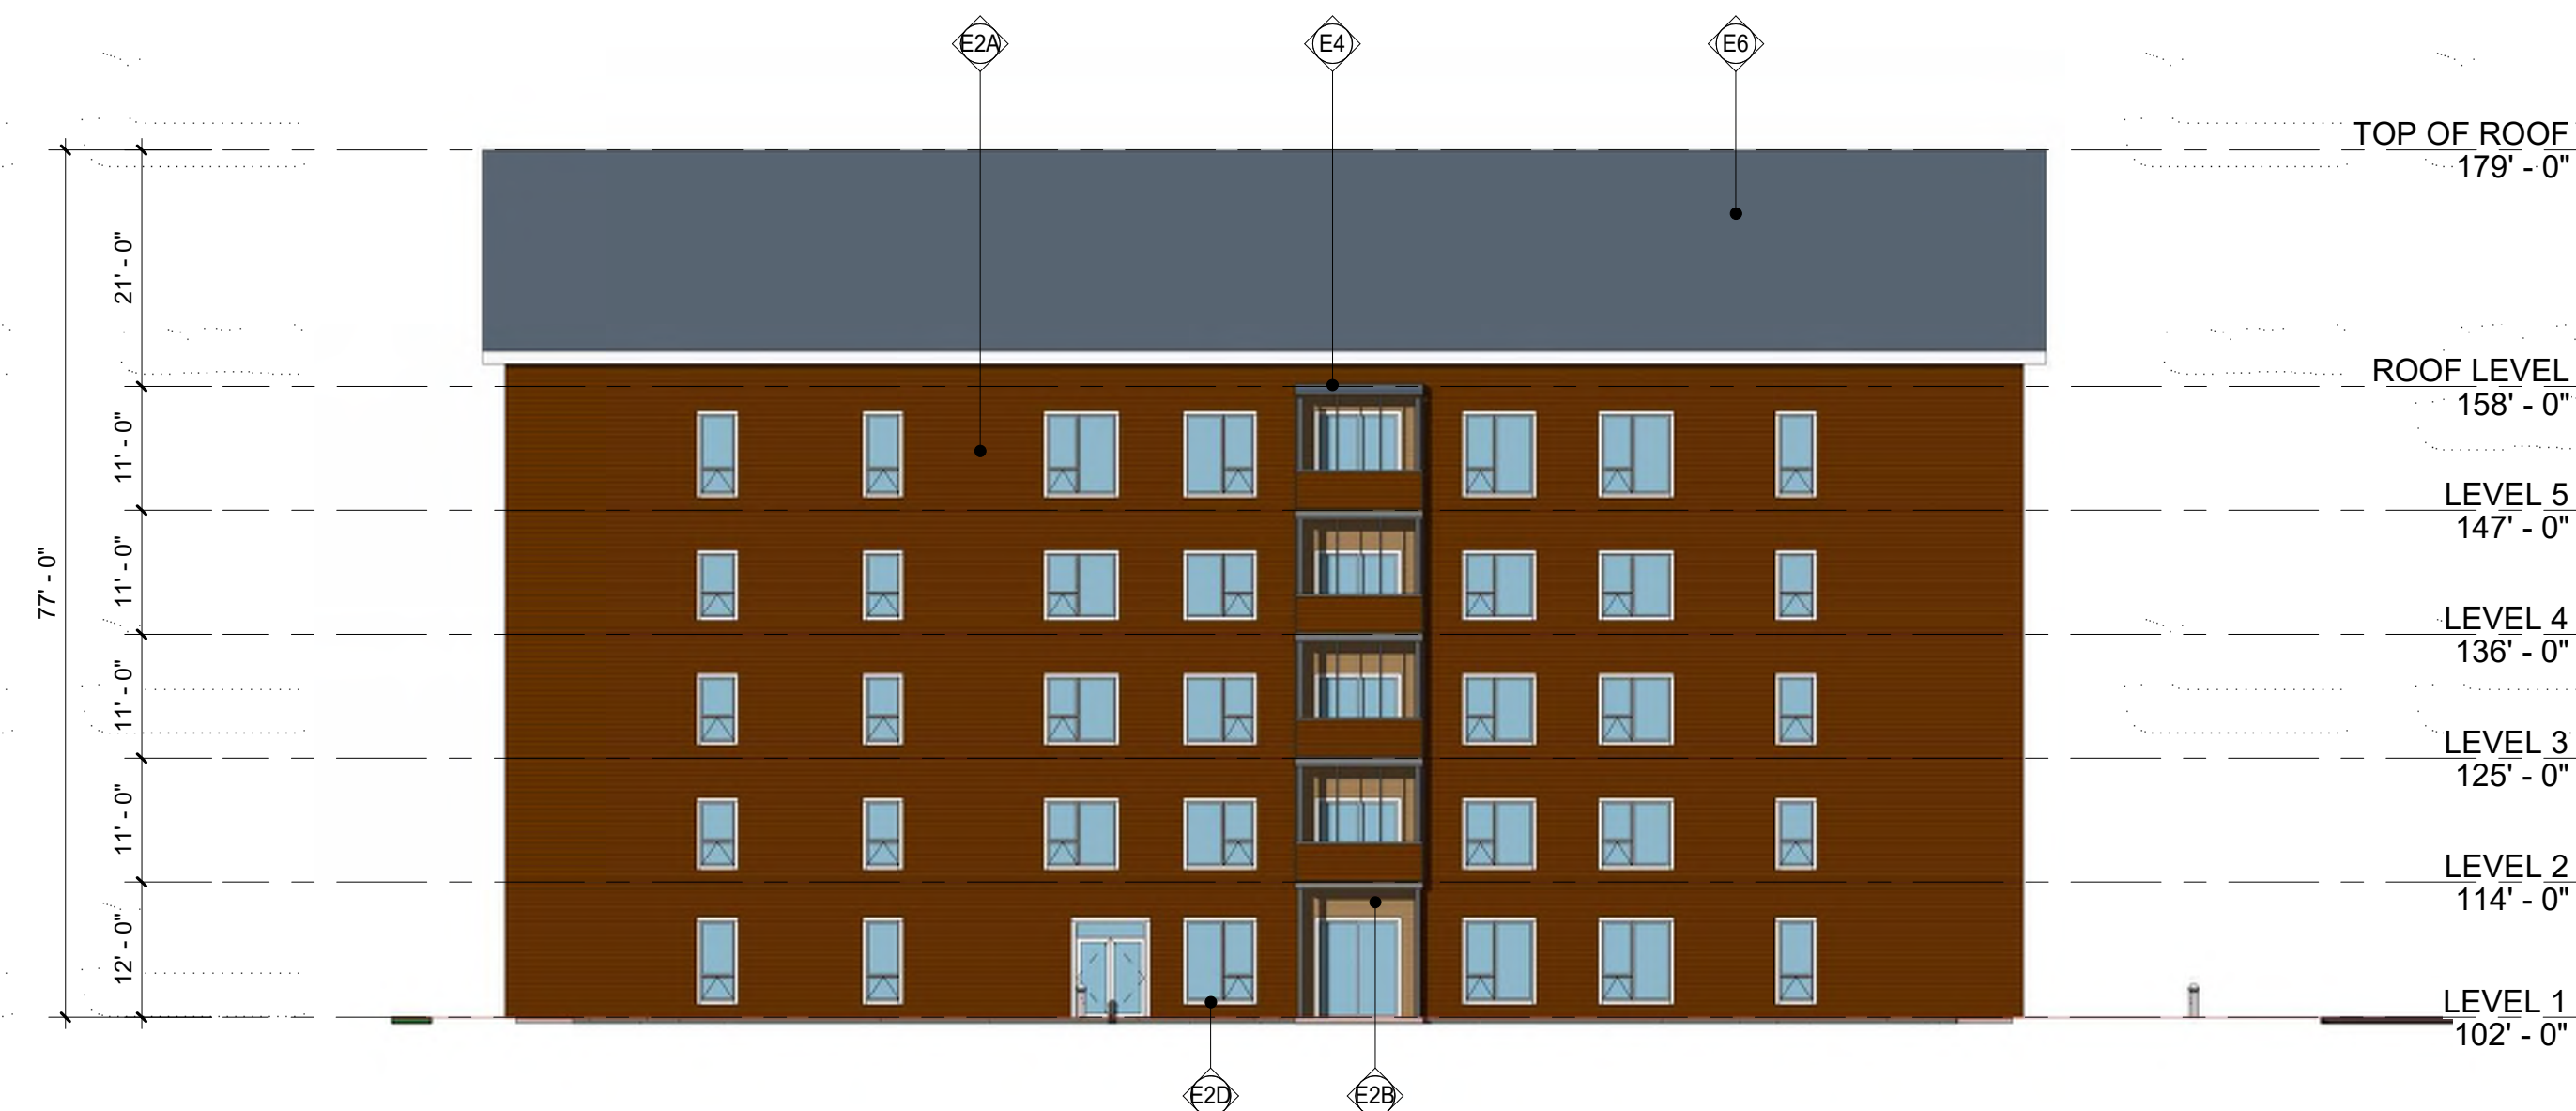 E2A
E4
E6
TOP OF ROOF
179' - 0"
21' - 0"
ROOF LEVEL
158' - 0"
11' - 0"
LEVEL 5
147' - 0"
77' - 0"
11' - 0"
LEVEL 4
136' - 0"
11' - 0"
LEVEL 3
125' - 0"
11' - 0"
LEVEL 2
114' - 0"
12' - 0"
LEVEL 1
102' - 0"
E2D
E2B